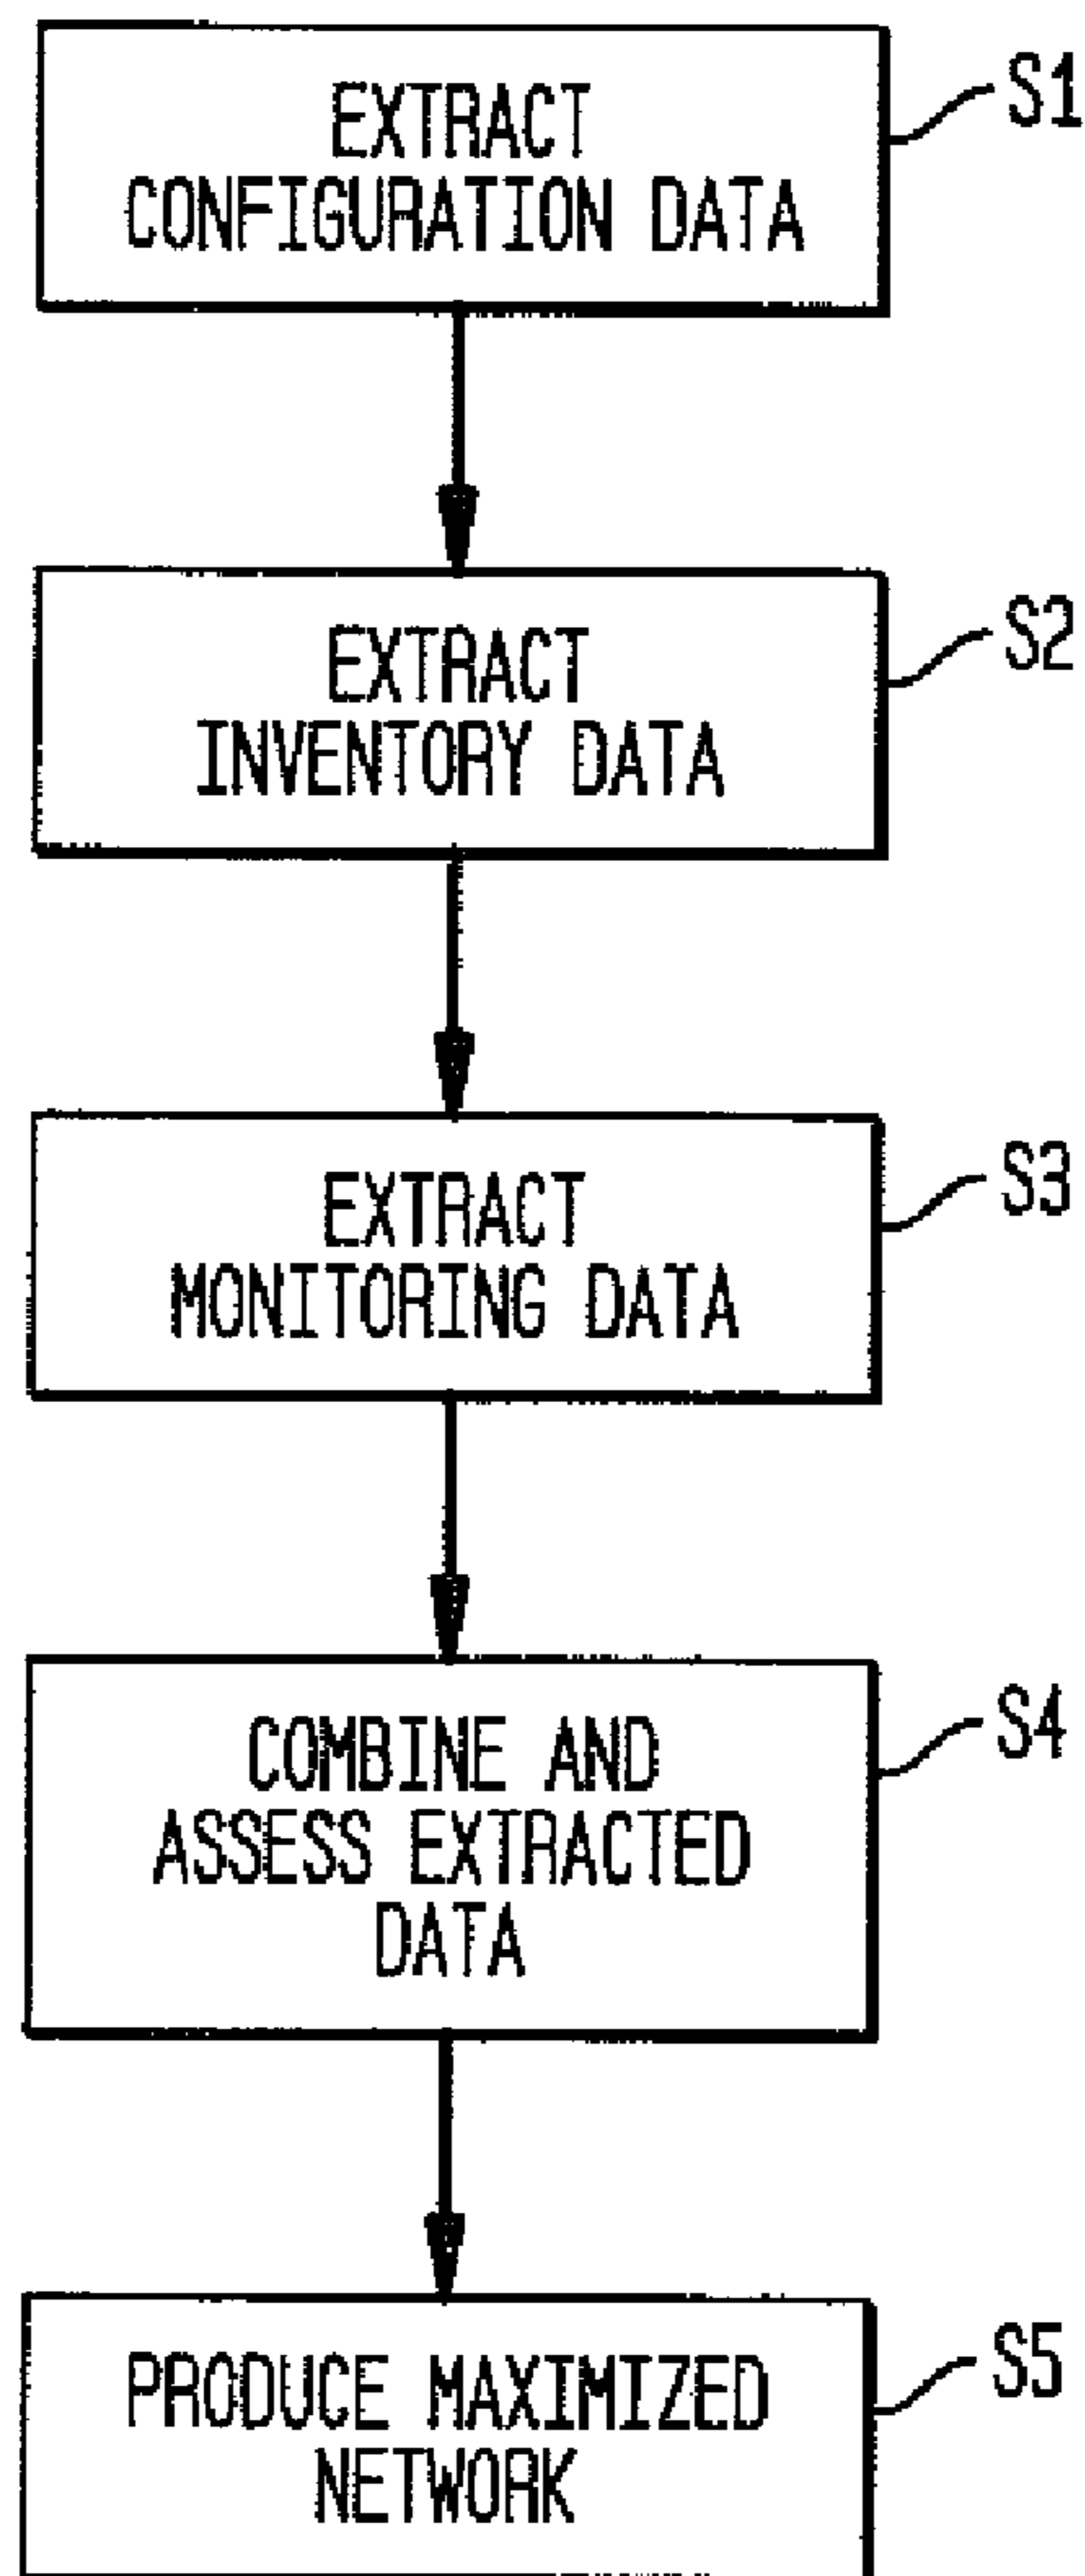 EXTRACT
CONFIGURATION DATA
S1
EXTRACT
INVENTORY DATA
S2
EXTRACT
MONITORING DATA
S3
COMBINE AND
ASSESS EXTRACTED
DATA
S4
PRODUCE MAXIMIZED
NETWORK
S5